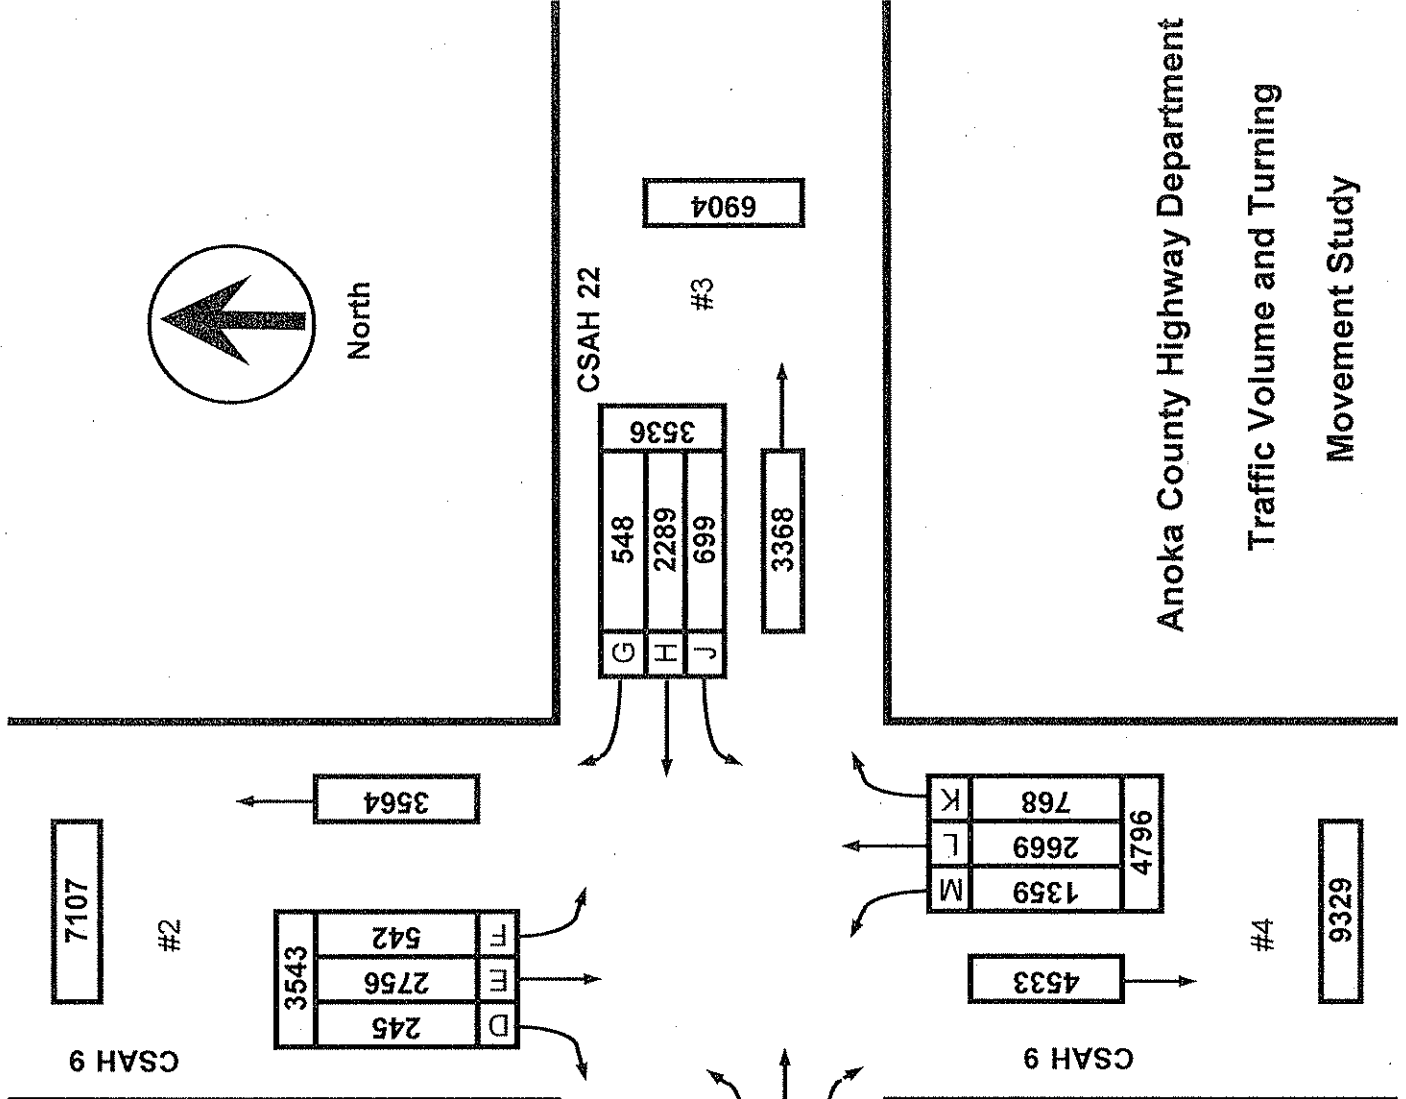 North
CSAH 22
6904
#3
3536
548
2289
699
G
H
J
3368
7107
#2
CSAH 9
3564
3543
542
2756
245
F
E
D
K
L
M
768
2669
1359
4796
4533
#4
9329
CSAH 9
Anoka County Highway Department
Traffic Volume and Turning
Movement Study